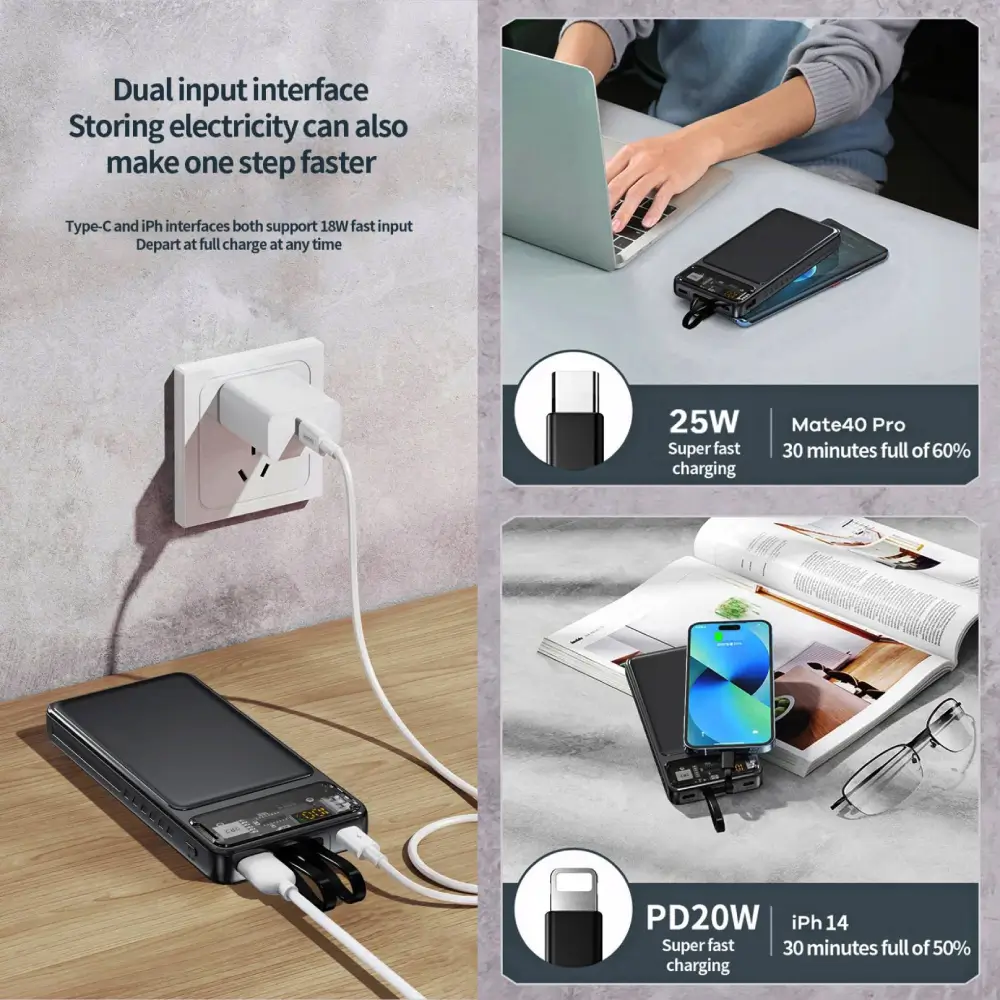 Dual input interface
Storing electricity can also
make one step faster
Type-C and iPh interfaces both support 18W fast input
Depart at full charge at any time
25W
Super fast
charging
Mate40 Pro
30 minutes full of 60%
PD20W
Super fast
charging
iPh 14
30 minutes full of 50%